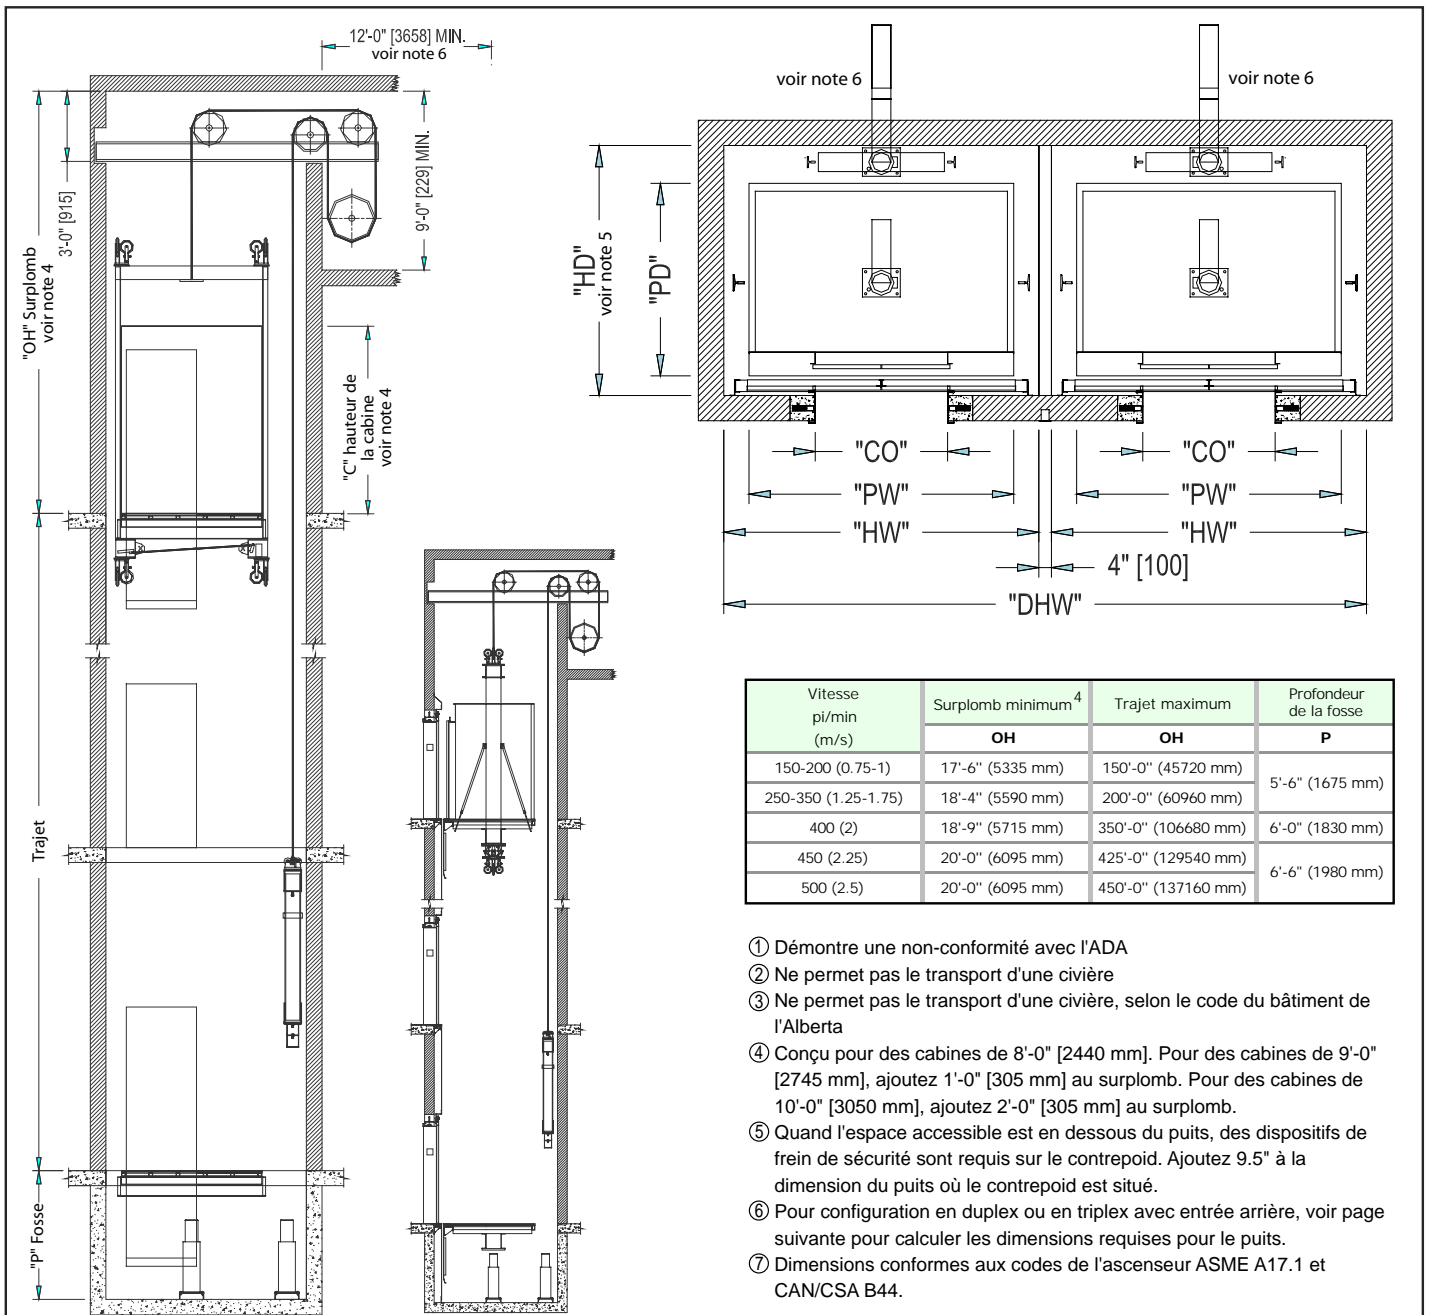 12'-0" [3658] MIN.
voir note 6
"OH" Surplomb
voir note 4
3'-0" [915]
9'-0" [229] MIN.
"C" hauteur de
la cabine
voir note 4
Trajet
"P" Fosse
voir note 6
voir note 6
"HD"
voir note 5
"PD"
"CO"
"CO"
"PW"
"PW"
"HW"
"HW"
4" [100]
"DHW"
Vitesse
pi/min
(m/s)
Surplomb minimum4
Trajet maximum
Profondeur
de la fosse
OH
OH
P
150-200 (0.75-1) 17'-6'' (5335 mm) 150'-0'' (45720 mm)
5'-6'' (1675 mm)
250-350 (1.25-1.75) 18'-4'' (5590 mm) 200'-0'' (60960 mm)
400 (2) 18'-9'' (5715 mm) 350'-0'' (106680 mm) 6'-0'' (1830 mm)
450 (2.25) 20'-0'' (6095 mm) 425'-0'' (129540 mm)
6'-6'' (1980 mm)
500 (2.5) 20'-0'' (6095 mm) 450'-0'' (137160 mm)
① Démontre une non-conformité avec l'ADA
② Ne permet pas le transport d'une civière
③ Ne permet pas le transport d'une civière, selon le code du bâtiment de
l'Alberta
④ Conçu pour des cabines de 8'-0" [2440 mm]. Pour des cabines de 9'-0"
[2745 mm], ajoutez 1'-0" [305 mm] au surplomb. Pour des cabines de
10'-0" [3050 mm], ajoutez 2'-0" [305 mm] au surplomb.
⑤ Quand l'espace accessible est en dessous du puits, des dispositifs de
frein de sécurité sont requis sur le contrepoid. Ajoutez 9.5" à la
dimension du puits où le contrepoid est situé.
⑥ Pour configuration en duplex ou en triplex avec entrée arrière, voir page
suivante pour calculer les dimensions requises pour le puits.
⑦ Dimensions conformes aux codes de l'ascenseur ASME A17.1 et
CAN/CSA B44.